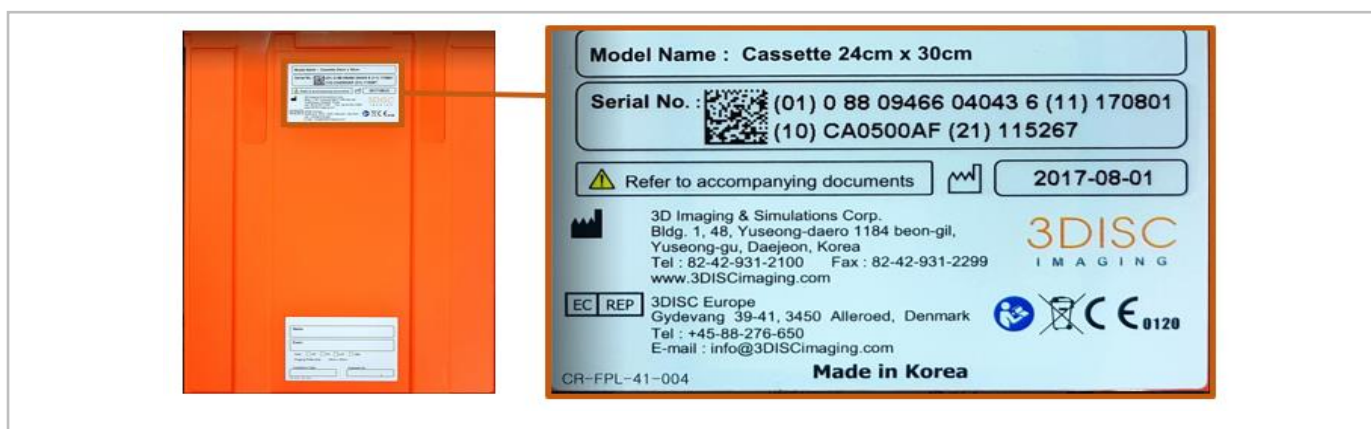 Model Name : Cassette 24cm x 30cm
Serial No. : (01) 0 88 09466 04043 6 (11) 170801
(10) CA0500AF (21) 115267
Refer to accompanying documents
2017-08-01
3D Imaging & Simulations Corp.
Bldg. 1, 48, Yuseong-daero 1184 beon-gil,
Yuseong-gu, Daejeon, Korea
Tel : 82-42-931-2100 Fax : 82-42-931-2299
www.3DISCimaging.com
3DISC
IMAGING
EC REP
3DISC Europe
Gydevang 39-41, 3450 Alleroed, Denmark
Tel : +45-88-276-650
E-mail : info@3DISCimaging.com
CE 0120
CR-FPL-41-004
Made in Korea